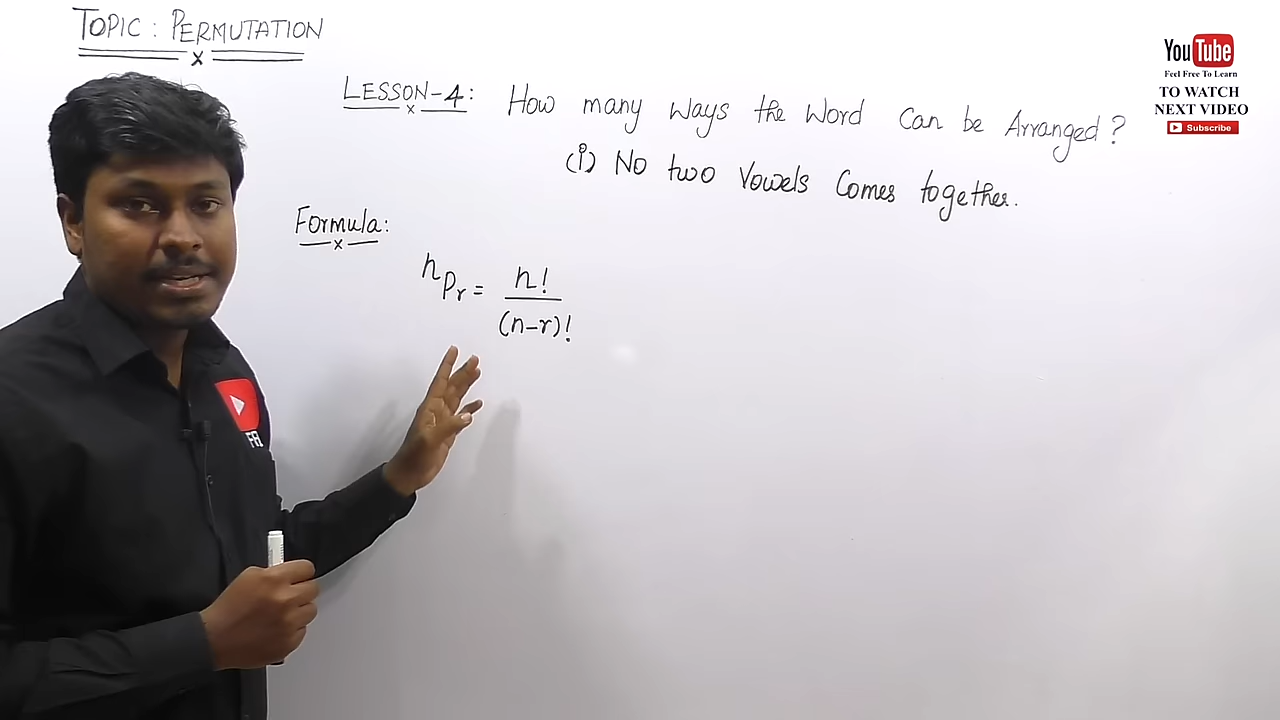 TOPIC : PERMUTATION
x
LESSON-4: How many ways the Word Can be Arranged?
x
(i) No two Vowels Comes together.
Formula:
x
nPr = n!
(n-r)!
YouTube
Feel Free To Learn
TO WATCH
NEXT VIDEO
Subscribe